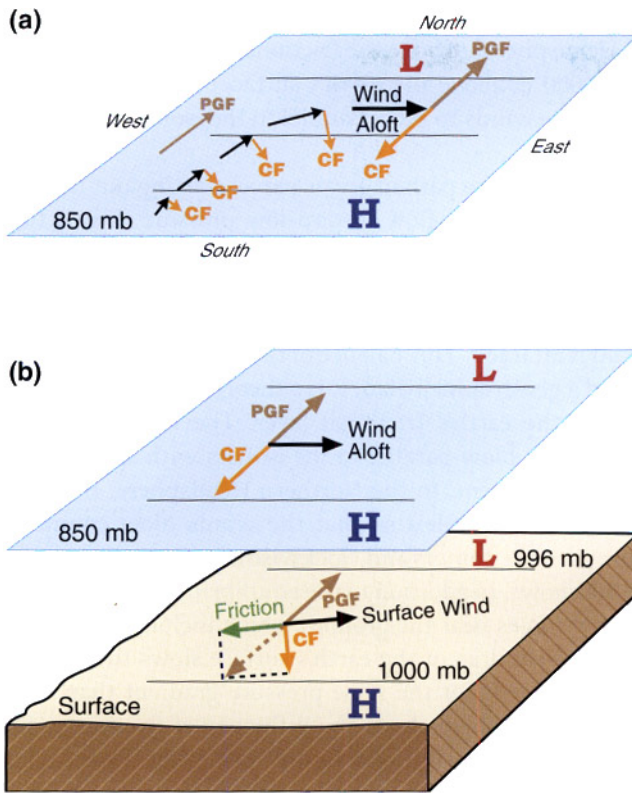 (a)
North
L
PGF
Wind
Aloft
West
PGF
East
CF
CF
CF
CF
CF
H
850 mb
South
(b)
L
PGF
Wind
Aloft
CF
H
850 mb
L
996 mb
PGF
Friction
Surface Wind
CF
1000 mb
H
Surface